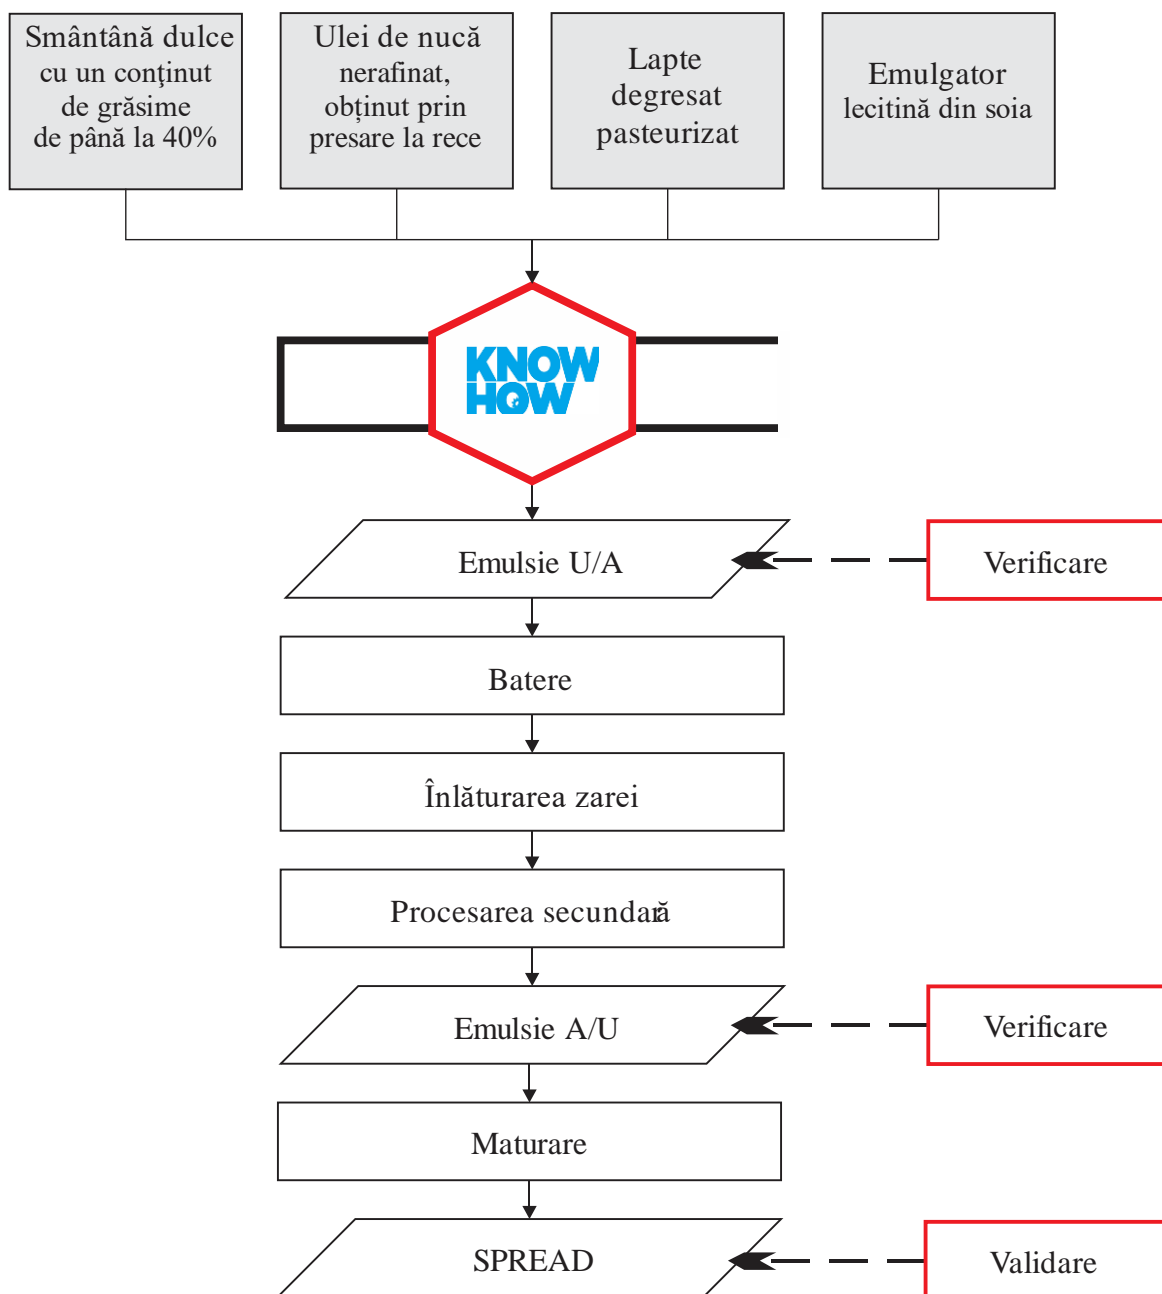 Smântână dulce
cu un conţinut
de grăsime
de până la 40%
Ulei de nucă
nerafinat,
obținut prin
presare la rece
Lapte
degresat
pasteurizat
Emulgator
lecitină din soia
KNOW
HOW
Emulsie U/A
Verificare
Batere
Înlăturarea zarei
Procesarea secundară
Emulsie A/U
Verificare
Maturare
SPREAD
Validare